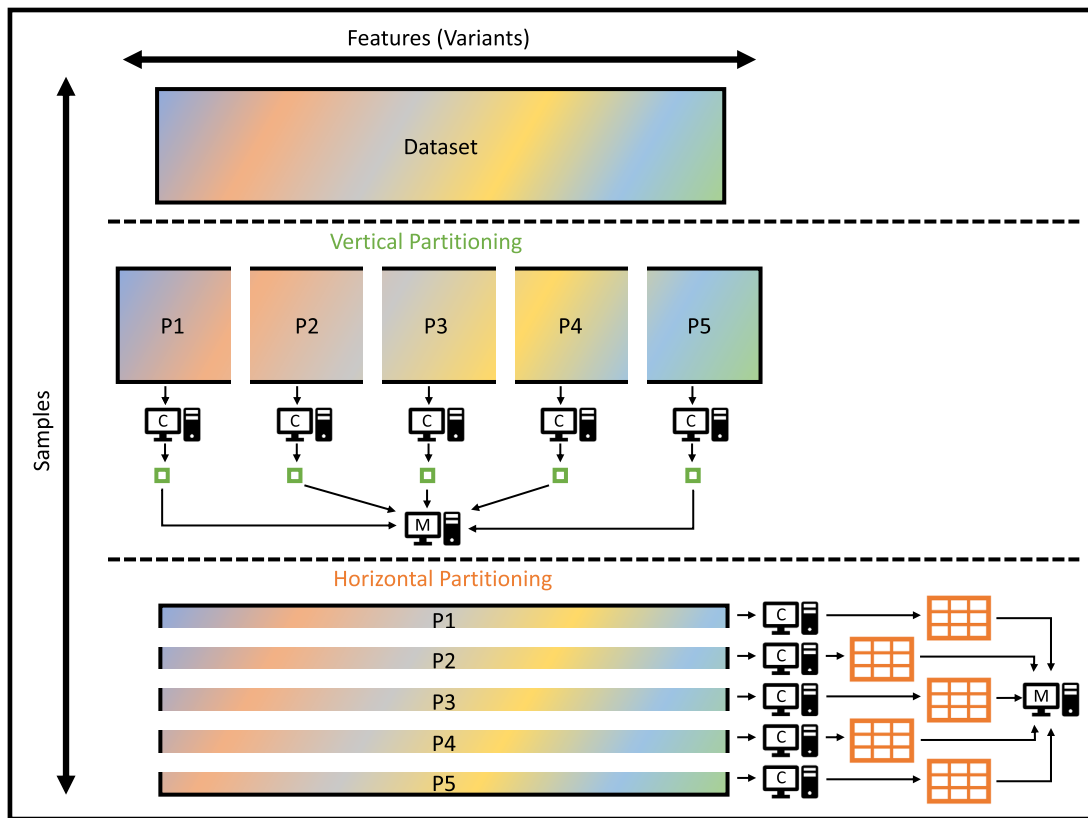 Features (Variants)
Samples
Dataset
Vertical Partitioning
P1 P2 P3 P4 P5
C C C C C
M
Horizontal Partitioning
P1 C
P2 C
P3 C M
P4 C
P5 C